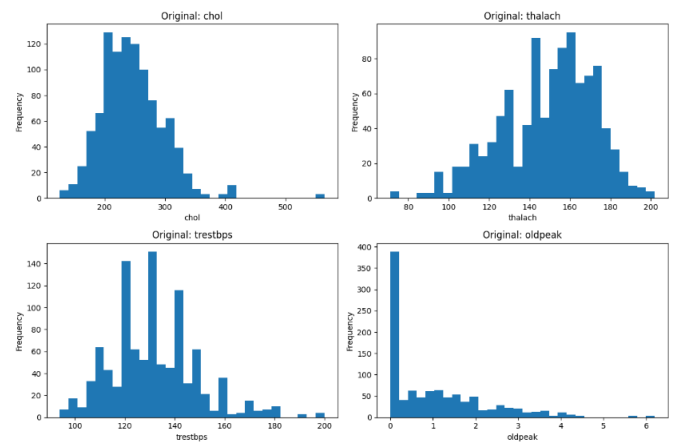 Original: chol
120
100
80
60
40
20
0
Frequency
200 300 400 500
chol
Original: thalach
80
60
40
20
0
Frequency
80 100 120 140 160 180 200
thalach
Original: trestbps
140
120
100
80
60
40
20
0
Frequency
100 120 140 160 180 200
trestbps
Original: oldpeak
400
350
300
250
200
150
100
50
0
Frequency
0 1 2 3 4 5 6
oldpeak